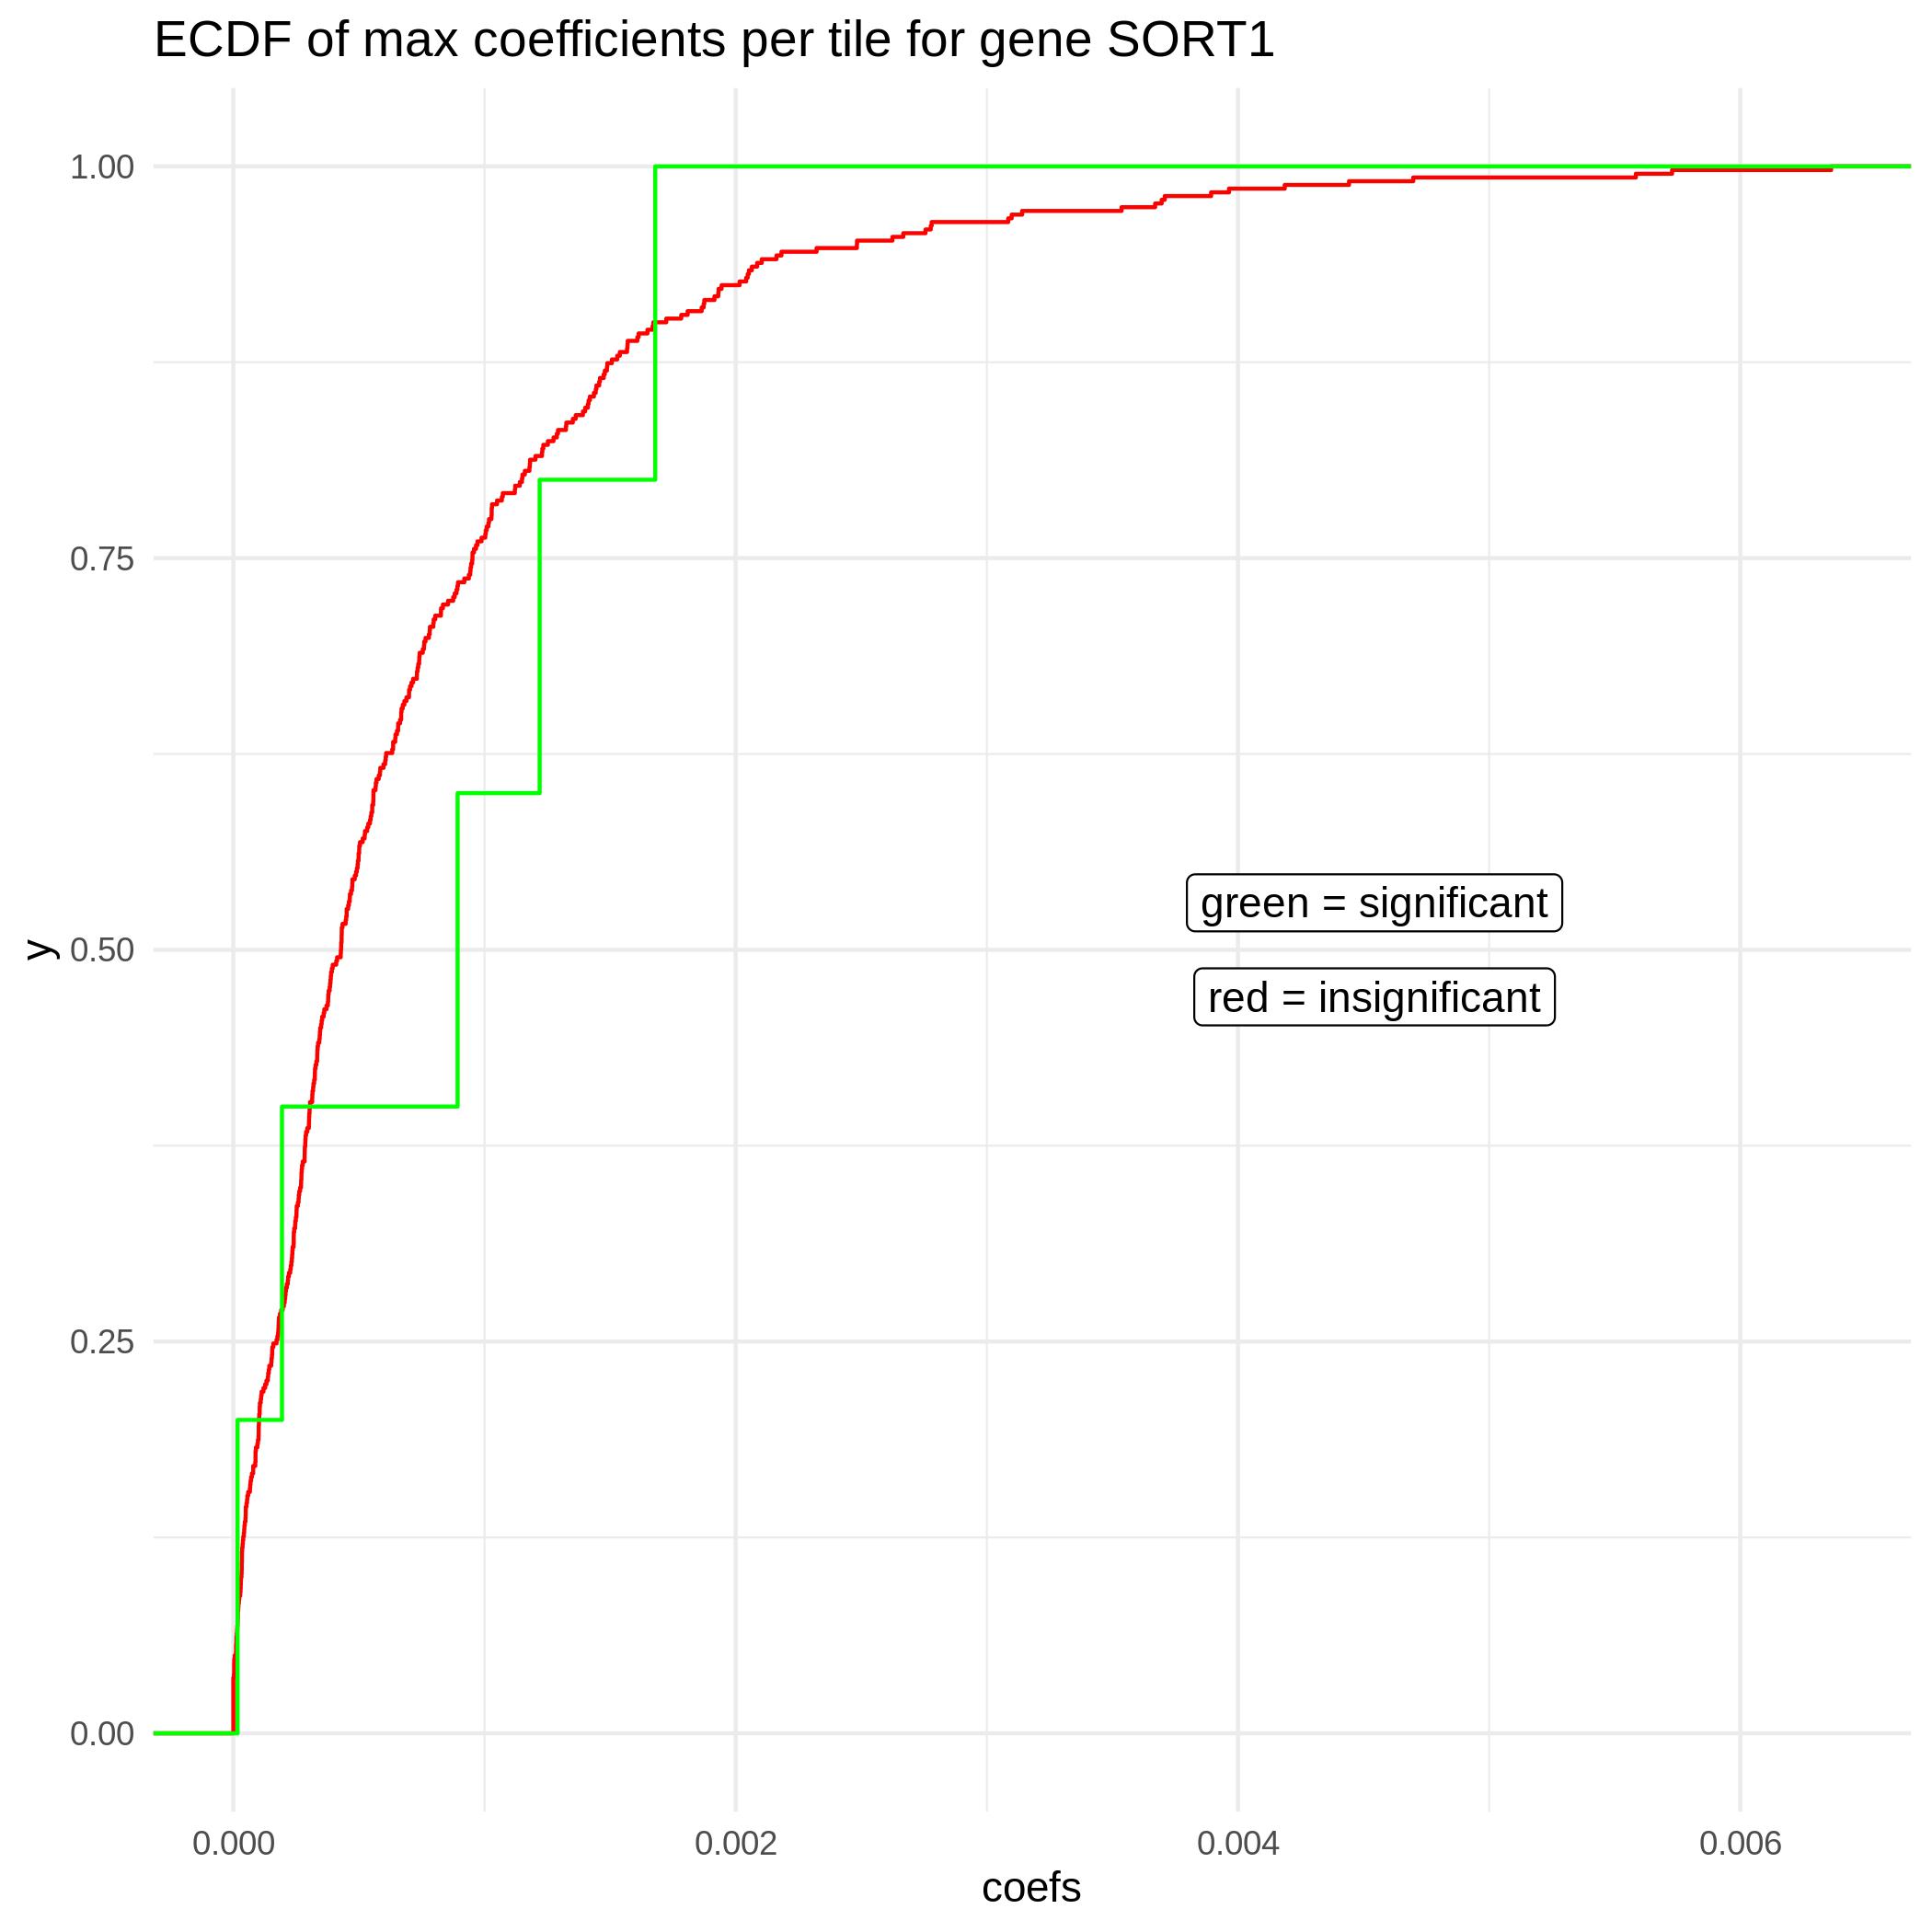 ECDF of max coefficients per tile for gene SORT1
1.00
0.75
0.50
0.25
0.00
y
green = significant
red = insignificant
0.000 0.002 0.004 0.006
coefs